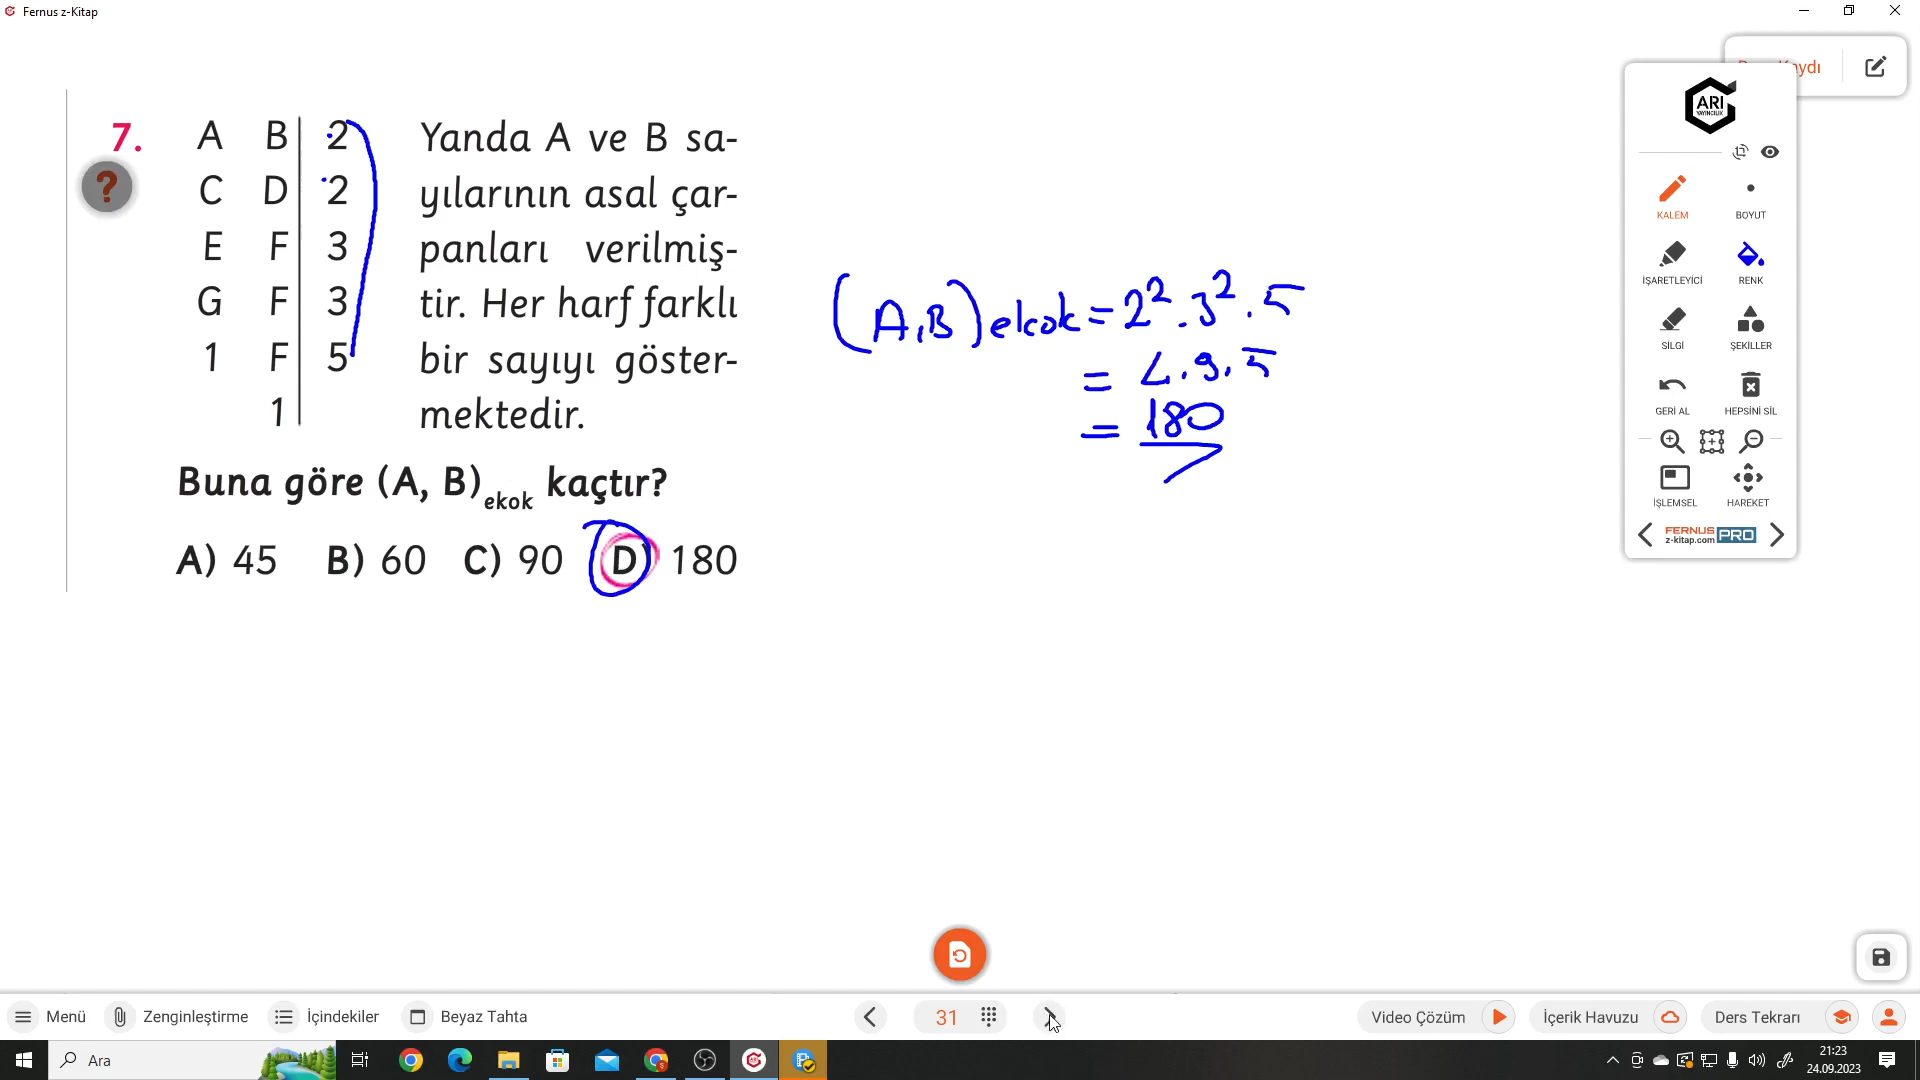 Fernus z-Kitap
7. A B 2 Yanda A ve B sa-
C D 2 yılarının asal çar-
E F 3 panları verilmiş-
G F 3 tir. Her harf farklı
1 F 5 bir sayıyı göster-
1 mektedir.
Buna göre (A, B)ekok kaçtır?
A) 45 B) 60 C) 90 D) 180
(A,B) ekok = 2² . 3² . 5
= 4 . 9 . 5
= 180
ARI
YAYINCILIK
KALEM BOYUT
İŞARETLEYİCİ RENK
SİLGİ ŞEKİLLER
GERİ AL HEPSİNİ SİL
İŞLEMSEL HAREKET
FERNUS
z-kitap.com PRO
Menü Zenginleştirme İçindekiler Beyaz Tahta 31 Video Çözüm İçerik Havuzu Ders Tekrarı
Ara
21:23
24.09.2023